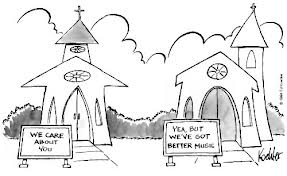 WE CARE
ABOUT
YOU
YEA, BUT
WE'VE GOT
BETTER MUSIC